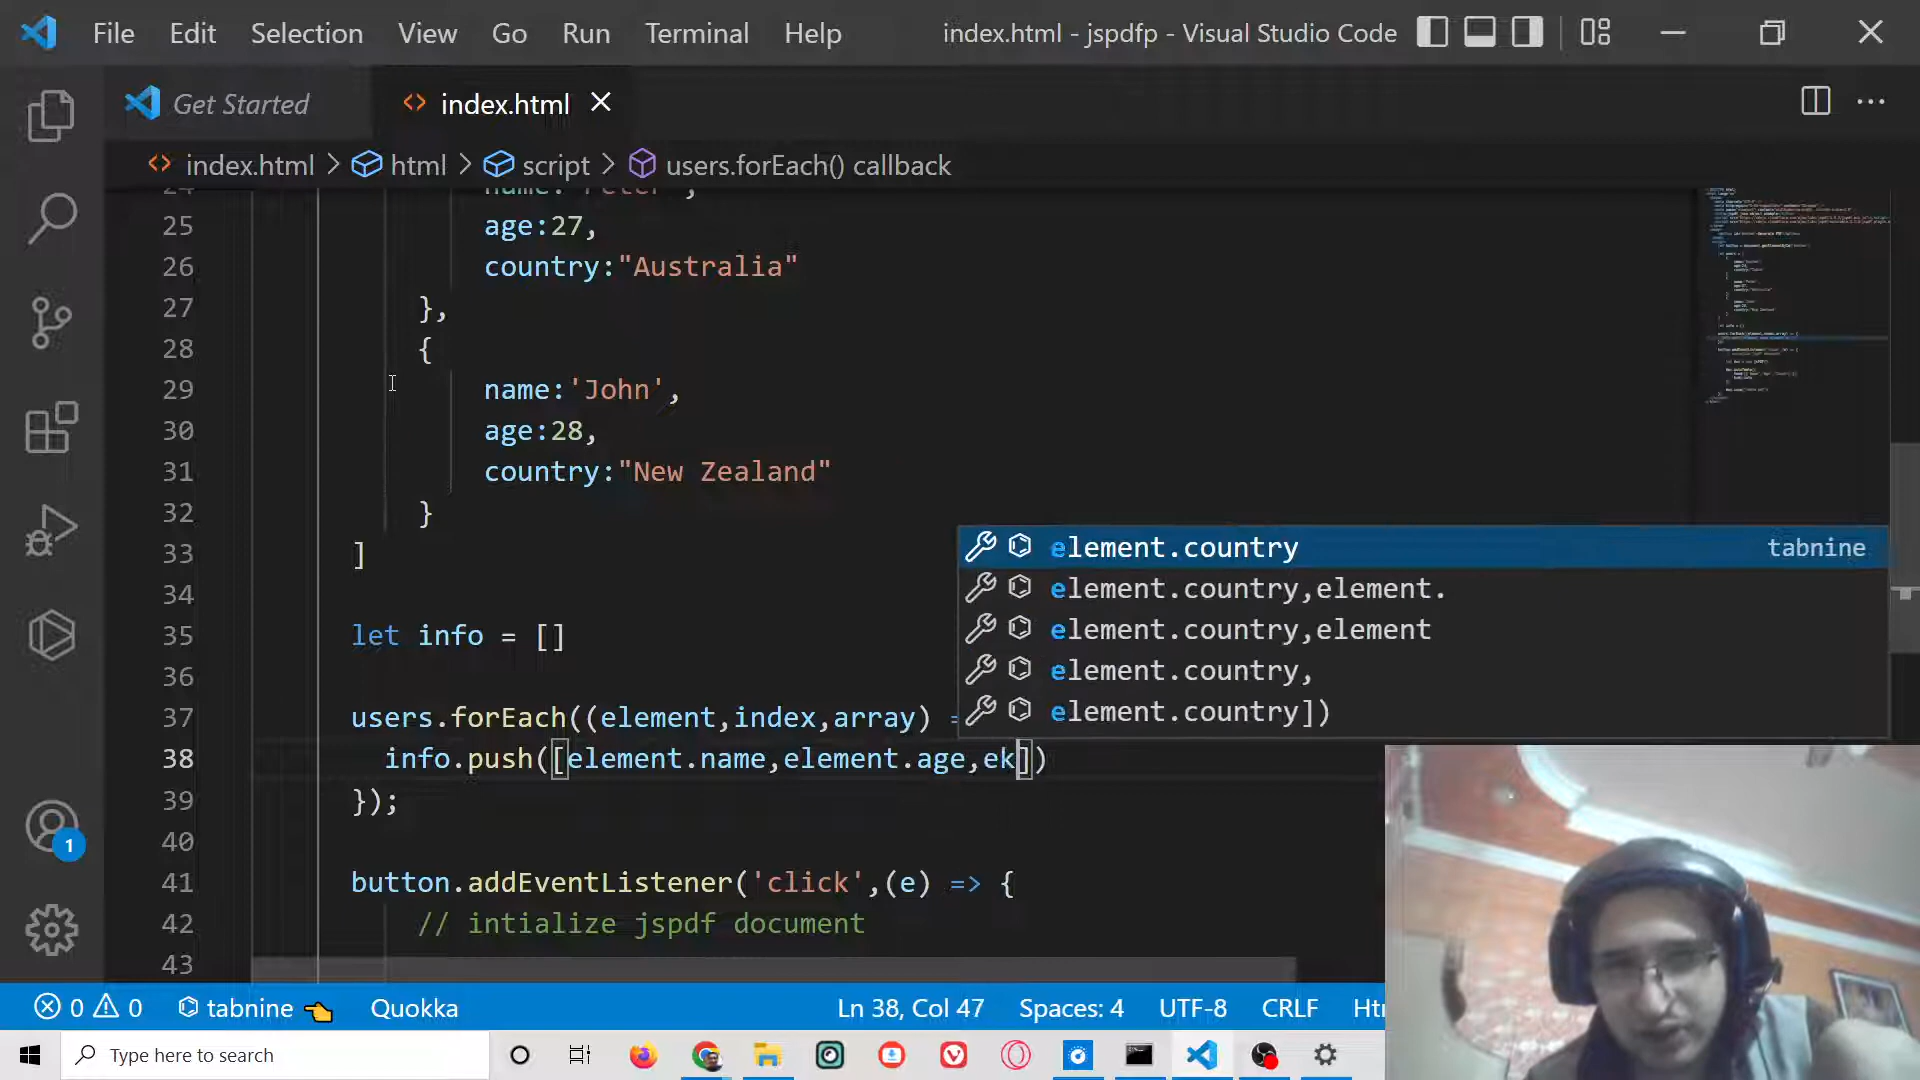 File Edit Selection View Go Run Terminal Help index.html - jspdfp - Visual Studio Code
Get Started index.html
index.html > html > script > users.forEach() callback
24 name:'Peter',
25 age:27,
26 country:"Australia"
27 },
28 {
29 name:'John',
30 age:28,
31 country:"New Zealand"
32 }
33 ]
34
35 let info = []
36
37 users.forEach((element,index,array) =
38 info.push([element.name,element.age,ek])
39 });
40
41 button.addEventListener('click',(e) => {
42 // intialize jspdf document
43
element.country tabnine
element.country,element.
element.country,element
element.country,
element.country])
1
0 0 tabnine Quokka Ln 38, Col 47 Spaces: 4 UTF-8 CRLF
Type here to search